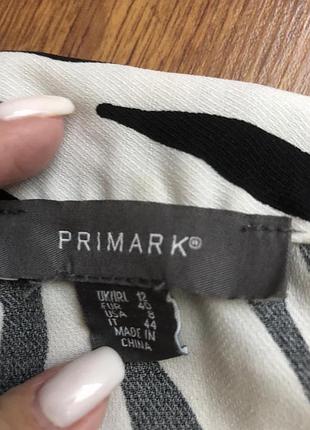 PRIMARK®
UK/IRL 12
EUR 40
USA 8
IT 44
MADE IN
CHINA